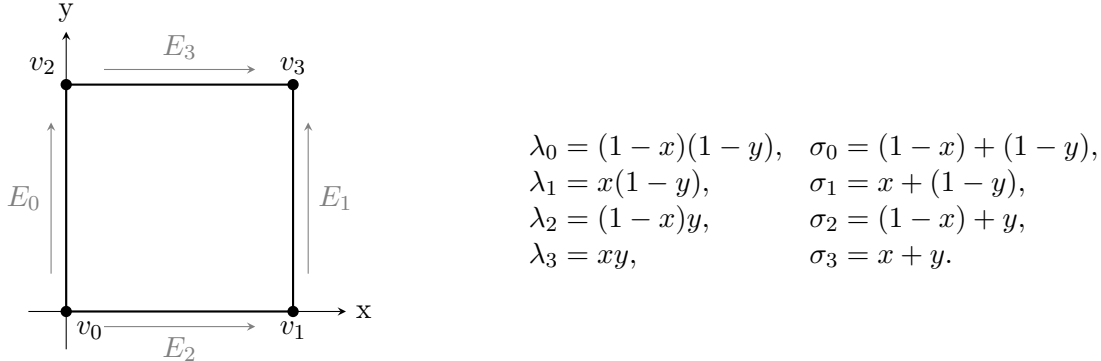 y
E₃
v₂
v₃
E₀
E₁
v₀
v₁
x
E₂
λ₀ = (1 − x)(1 − y), σ₀ = (1 − x) + (1 − y),
λ₁ = x(1 − y), σ₁ = x + (1 − y),
λ₂ = (1 − x)y, σ₂ = (1 − x) + y,
λ₃ = xy, σ₃ = x + y.